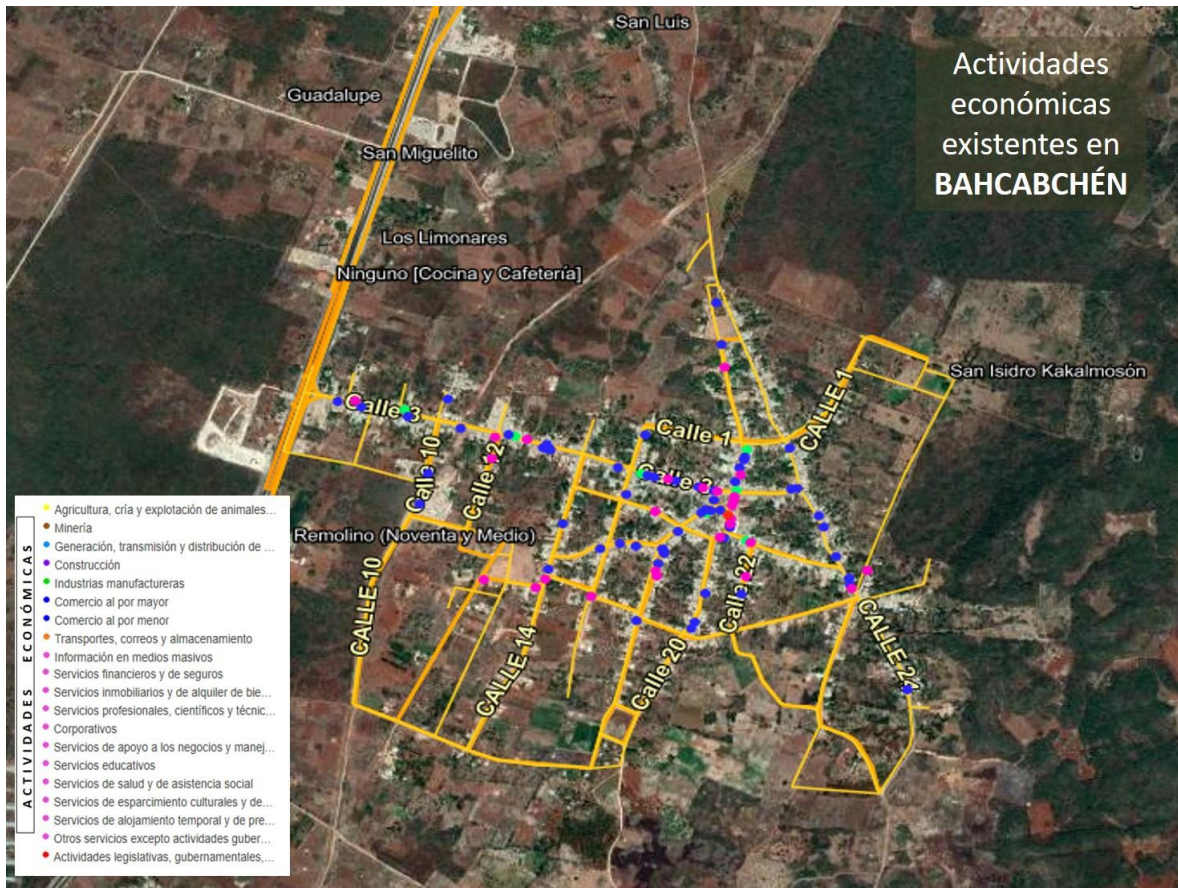 San Luis
Actividades
económicas
existentes en
BAHCABCHÉN
Guadalupe
San Miguelito
Los Limonares
Ninguno [Cocina y Cafetería]
San Isidro Kakalmosón
CALLE 1
Calle 3
Calle 1
Calle 10
Calle 12
Calle 3
Remolino (Noventa y Medio)
CALLE 10
Calle 22
CALLE 14
Calle 20
CALLE 24
ACTIVIDADES ECONÓMICAS
Agricultura, cría y explotación de animales...
Minería
Generación, transmisión y distribución de ...
Construcción
Industrias manufactureras
Comercio al por mayor
Comercio al por menor
Transportes, correos y almacenamiento
Información en medios masivos
Servicios financieros y de seguros
Servicios inmobiliarios y de alquiler de bie...
Servicios profesionales, científicos y técnic...
Corporativos
Servicios de apoyo a los negocios y manej...
Servicios educativos
Servicios de salud y de asistencia social
Servicios de esparcimiento culturales y de...
Servicios de alojamiento temporal y de pre...
Otros servicios excepto actividades guber...
Actividades legislativas, gubernamentales,...